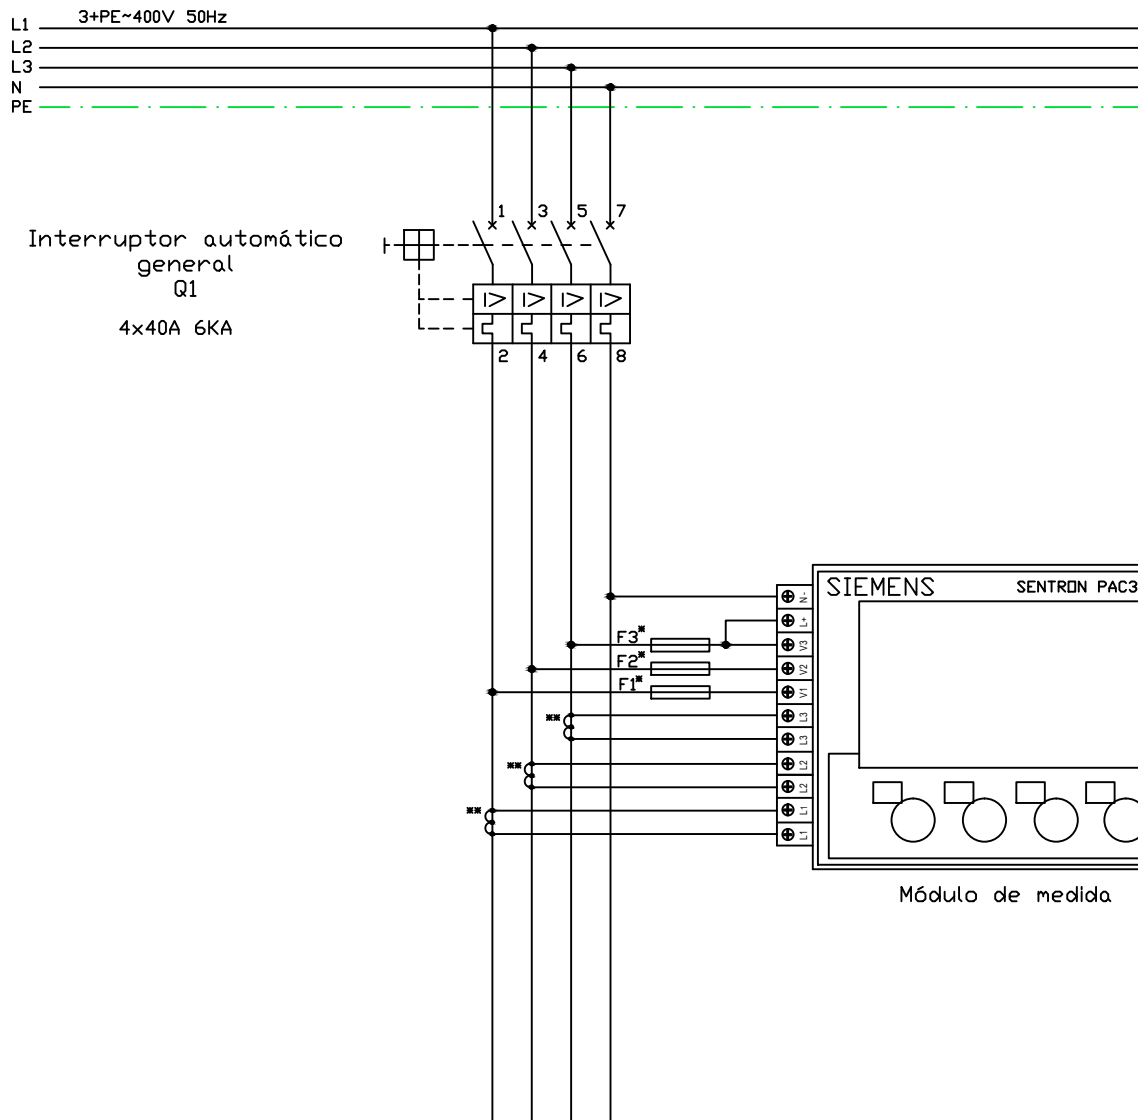 L1 3+PE~400V 50Hz
L2
L3
N
PE
1 3 5 7
Interruptor automático
general
Q1
4x40A 6KA
I> I> I> I>
2 4 6 8
SIEMENS SENTRON PAC3
N-
L+
F3* V3
F2* V2
F1* V1
** L3
L3
** L2
L2
** L1
L1
Módulo de medida